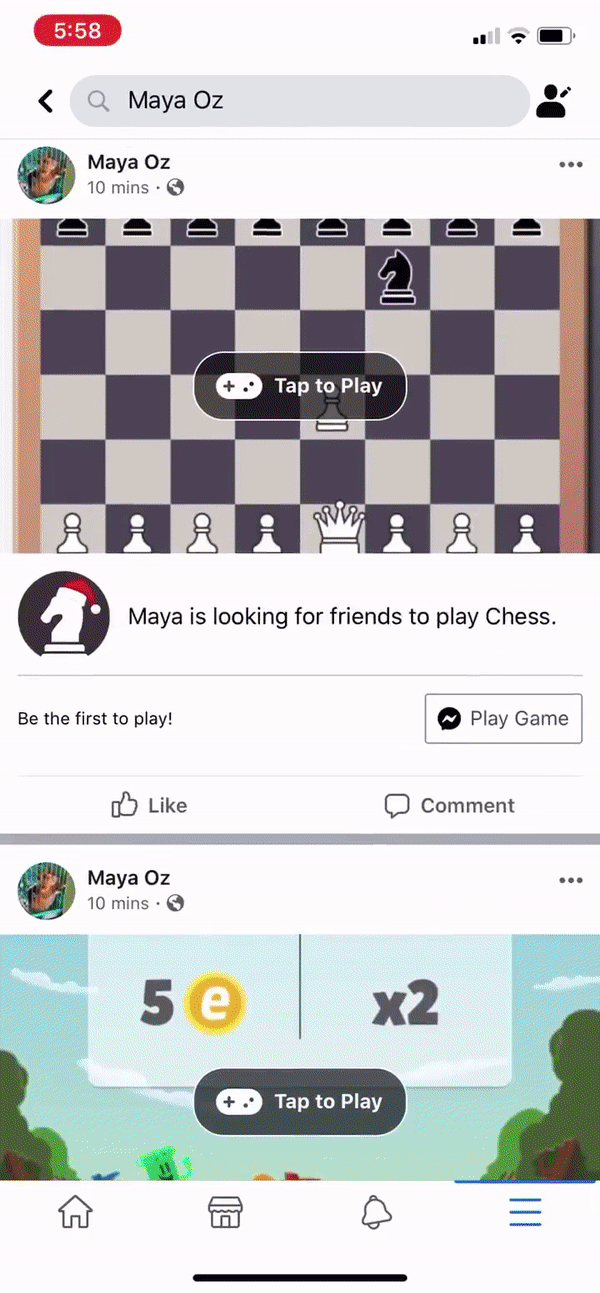 5:58
Maya Oz
Maya Oz
10 mins ·
Tap to Play
Maya is looking for friends to play Chess.
Be the first to play!
Play Game
Like
Comment
Maya Oz
10 mins ·
5 e
x2
Tap to Play